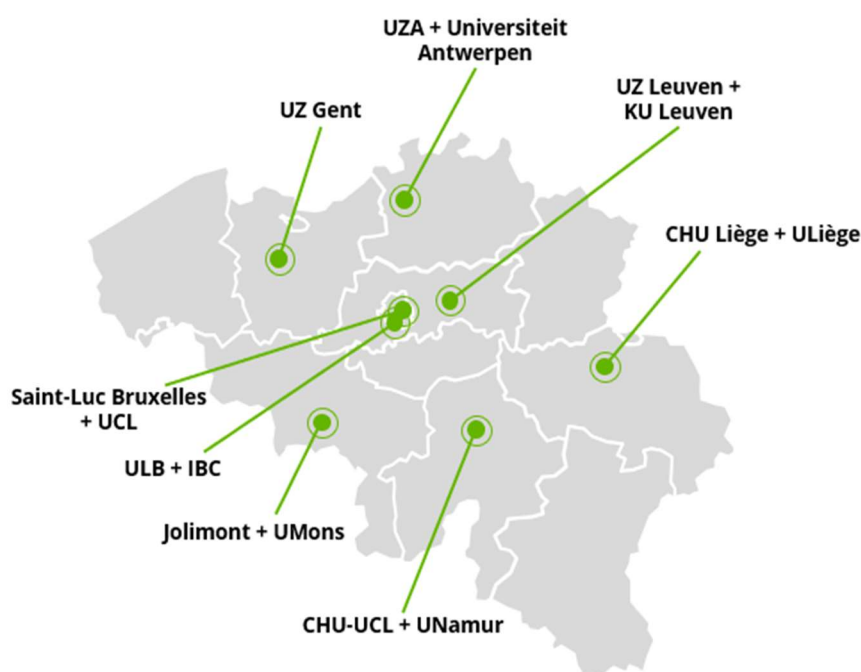 UZA + Universiteit
Antwerpen
UZ Leuven +
KU Leuven
UZ Gent
CHU Liège + ULiège
Saint-Luc Bruxelles
+ UCL
ULB + IBC
Jolimont + UMons
CHU-UCL + UNamur